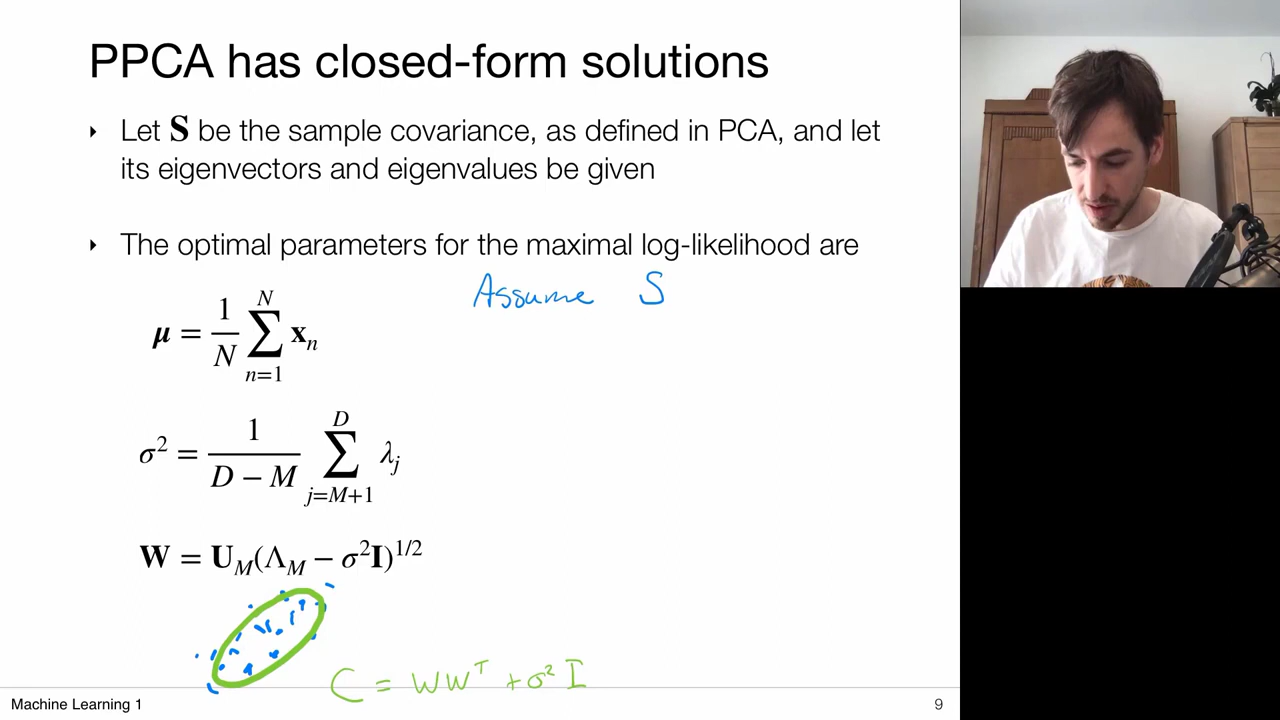 PPCA has closed-form solutions
‣ Let S be the sample covariance, as defined in PCA, and let
its eigenvectors and eigenvalues be given
‣ The optimal parameters for the maximal log-likelihood are
Assume S
μ = 1/N ∑_{n=1}^{N} x_n
σ² = 1/(D − M) ∑_{j=M+1}^{D} λ_j
W = U_M(Λ_M − σ²I)^{1/2}
C = WW^T + σ² I
Machine Learning 1
9